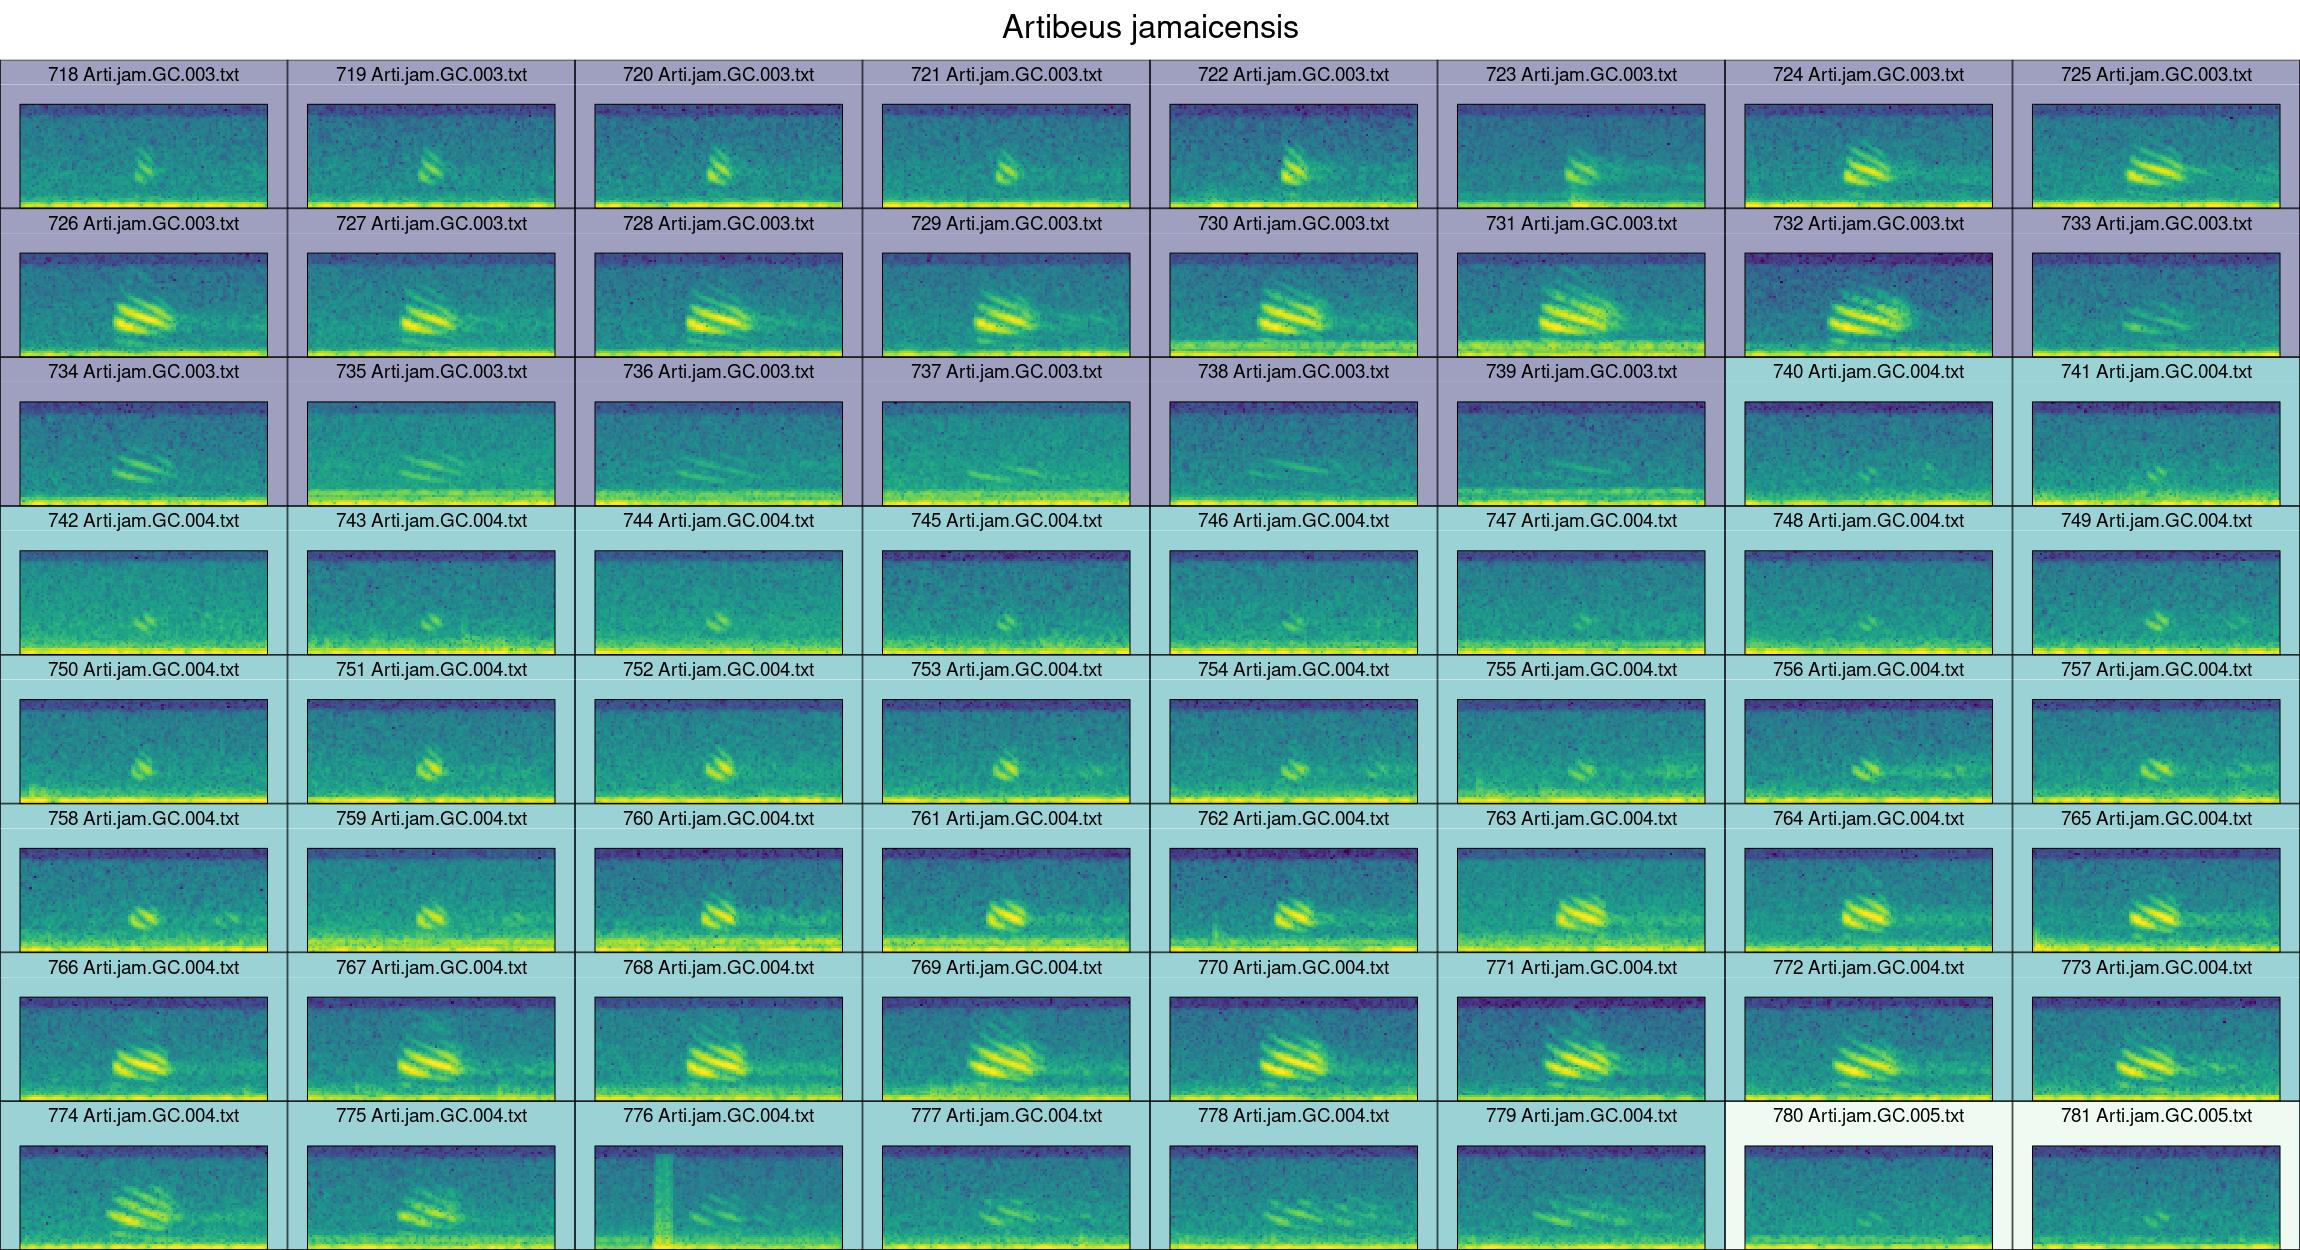 Artibeus jamaicensis
718 Arti.jam.GC.003.txt 719 Arti.jam.GC.003.txt 720 Arti.jam.GC.003.txt 721 Arti.jam.GC.003.txt 722 Arti.jam.GC.003.txt 723 Arti.jam.GC.003.txt 724 Arti.jam.GC.003.txt 725 Arti.jam.GC.003.txt
726 Arti.jam.GC.003.txt 727 Arti.jam.GC.003.txt 728 Arti.jam.GC.003.txt 729 Arti.jam.GC.003.txt 730 Arti.jam.GC.003.txt 731 Arti.jam.GC.003.txt 732 Arti.jam.GC.003.txt 733 Arti.jam.GC.003.txt
734 Arti.jam.GC.003.txt 735 Arti.jam.GC.003.txt 736 Arti.jam.GC.003.txt 737 Arti.jam.GC.003.txt 738 Arti.jam.GC.003.txt 739 Arti.jam.GC.003.txt 740 Arti.jam.GC.004.txt 741 Arti.jam.GC.004.txt
742 Arti.jam.GC.004.txt 743 Arti.jam.GC.004.txt 744 Arti.jam.GC.004.txt 745 Arti.jam.GC.004.txt 746 Arti.jam.GC.004.txt 747 Arti.jam.GC.004.txt 748 Arti.jam.GC.004.txt 749 Arti.jam.GC.004.txt
750 Arti.jam.GC.004.txt 751 Arti.jam.GC.004.txt 752 Arti.jam.GC.004.txt 753 Arti.jam.GC.004.txt 754 Arti.jam.GC.004.txt 755 Arti.jam.GC.004.txt 756 Arti.jam.GC.004.txt 757 Arti.jam.GC.004.txt
758 Arti.jam.GC.004.txt 759 Arti.jam.GC.004.txt 760 Arti.jam.GC.004.txt 761 Arti.jam.GC.004.txt 762 Arti.jam.GC.004.txt 763 Arti.jam.GC.004.txt 764 Arti.jam.GC.004.txt 765 Arti.jam.GC.004.txt
766 Arti.jam.GC.004.txt 767 Arti.jam.GC.004.txt 768 Arti.jam.GC.004.txt 769 Arti.jam.GC.004.txt 770 Arti.jam.GC.004.txt 771 Arti.jam.GC.004.txt 772 Arti.jam.GC.004.txt 773 Arti.jam.GC.004.txt
774 Arti.jam.GC.004.txt 775 Arti.jam.GC.004.txt 776 Arti.jam.GC.004.txt 777 Arti.jam.GC.004.txt 778 Arti.jam.GC.004.txt 779 Arti.jam.GC.004.txt 780 Arti.jam.GC.005.txt 781 Arti.jam.GC.005.txt